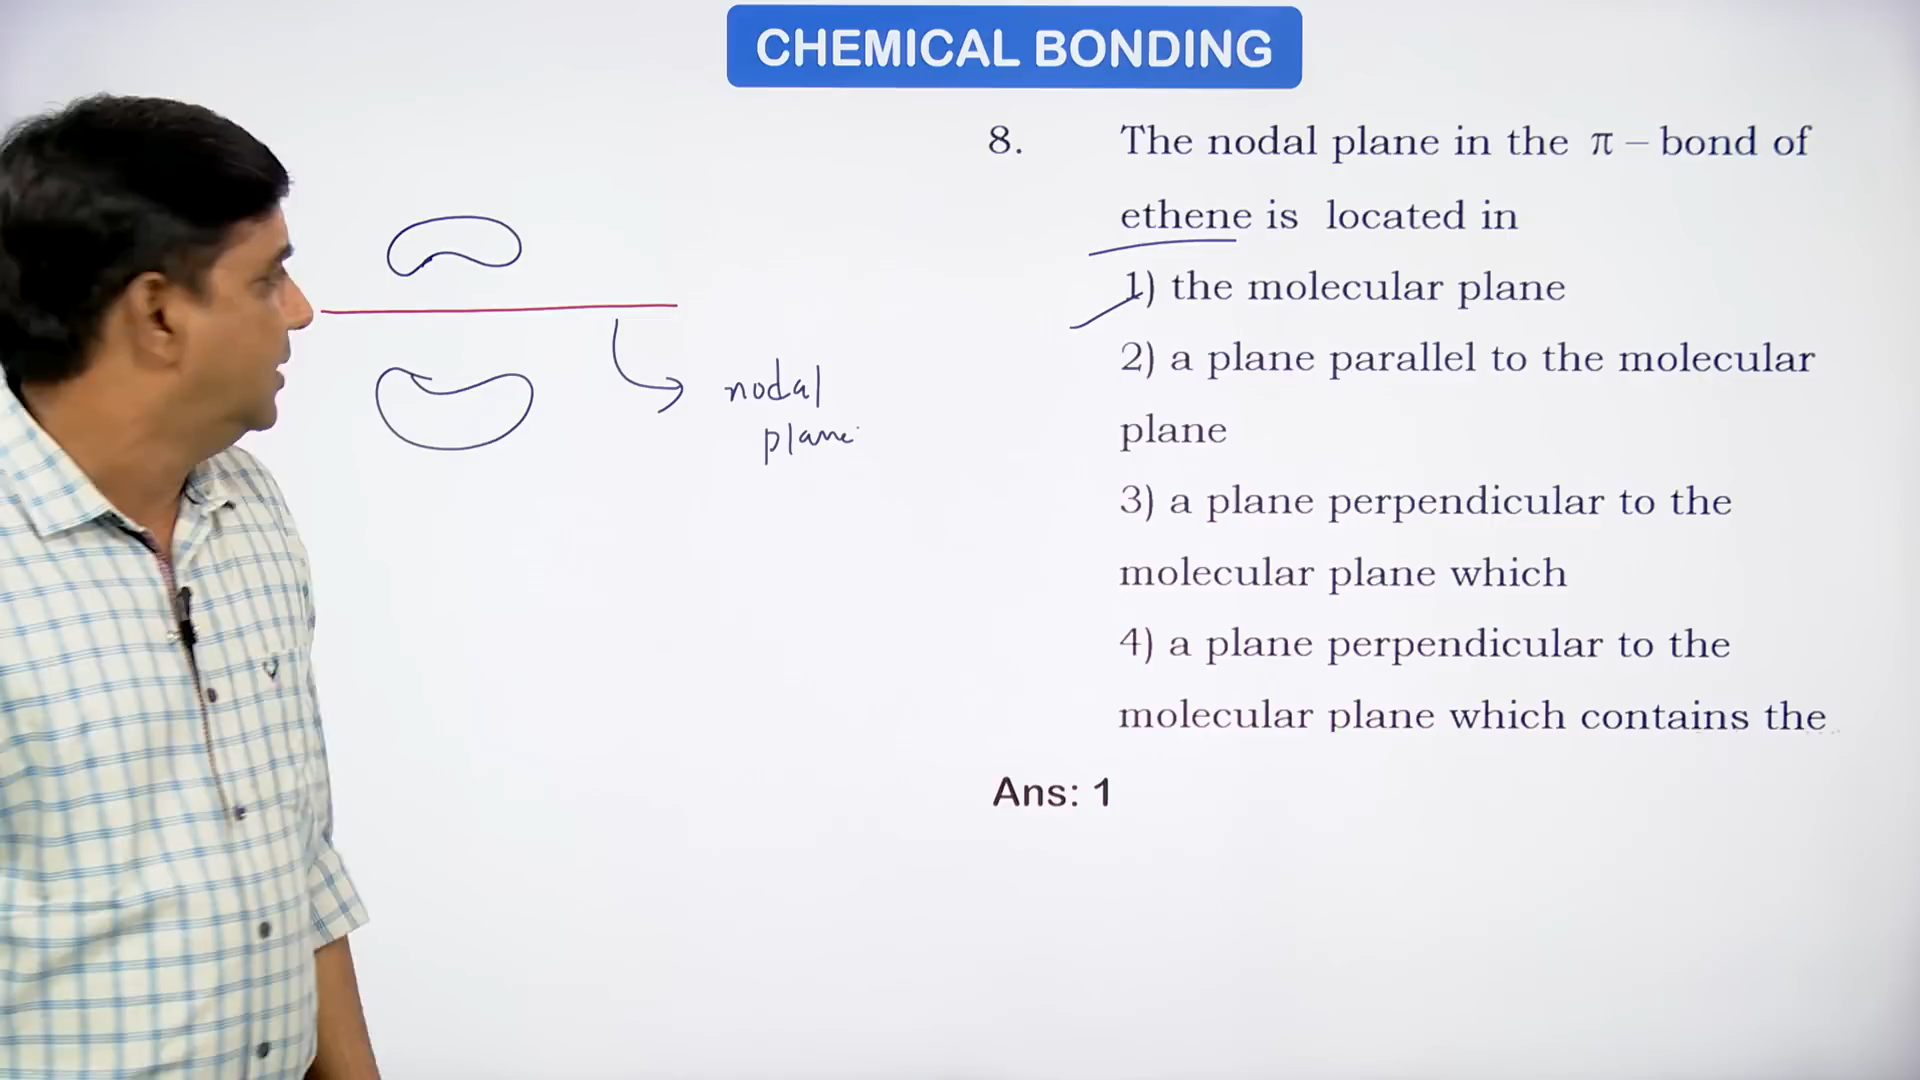 CHEMICAL BONDING
8. The nodal plane in the π – bond of
ethene is located in
1) the molecular plane
2) a plane parallel to the molecular
plane
3) a plane perpendicular to the
molecular plane which
4) a plane perpendicular to the
molecular plane which contains the
Ans: 1
nodal
plane